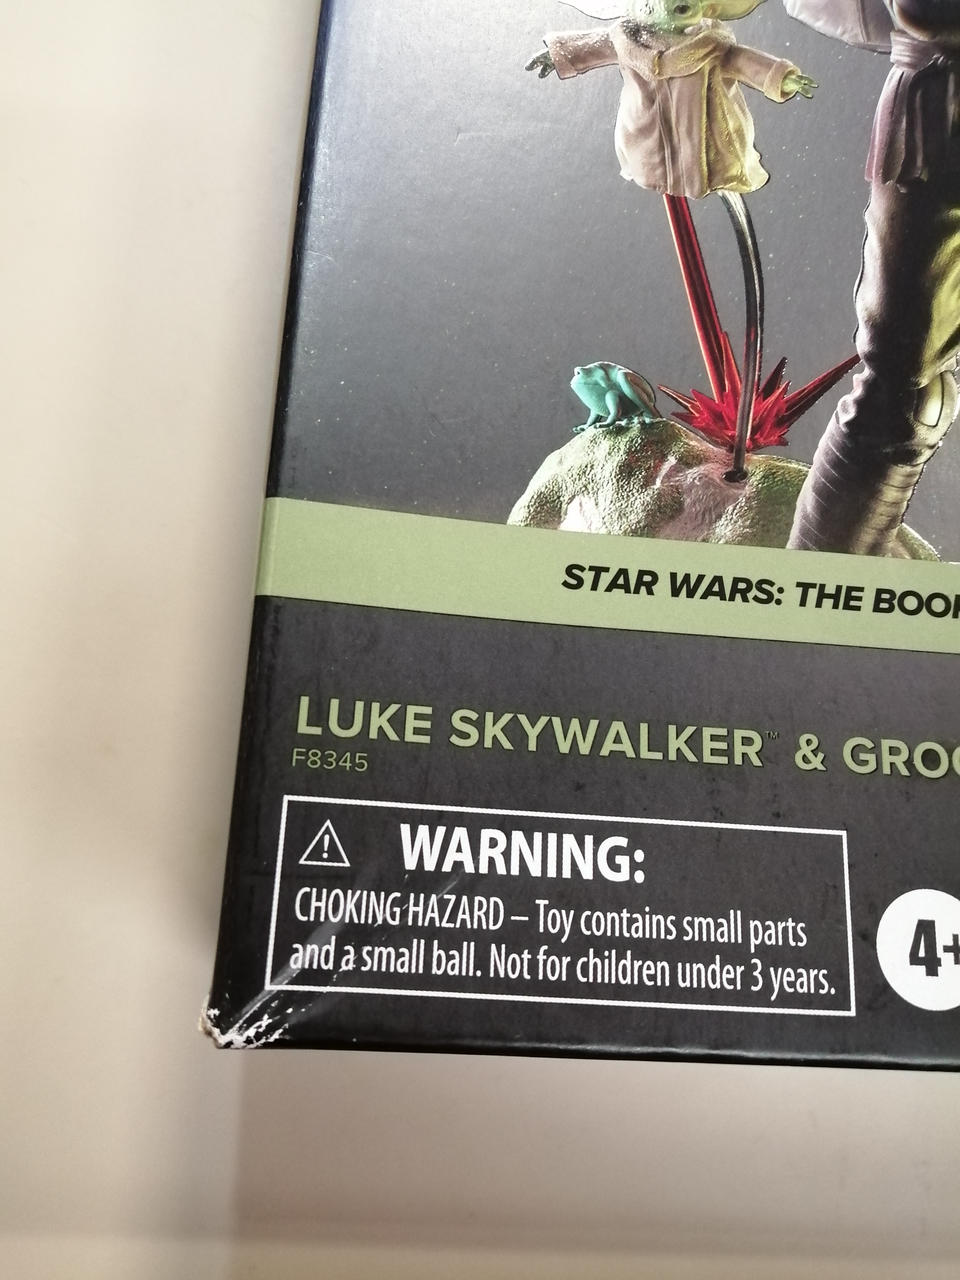 STAR WARS: THE BOO
LUKE SKYWALKER™ & GRO
F8345
WARNING:
CHOKING HAZARD – Toy contains small parts
and a small ball. Not for children under 3 years.
4+